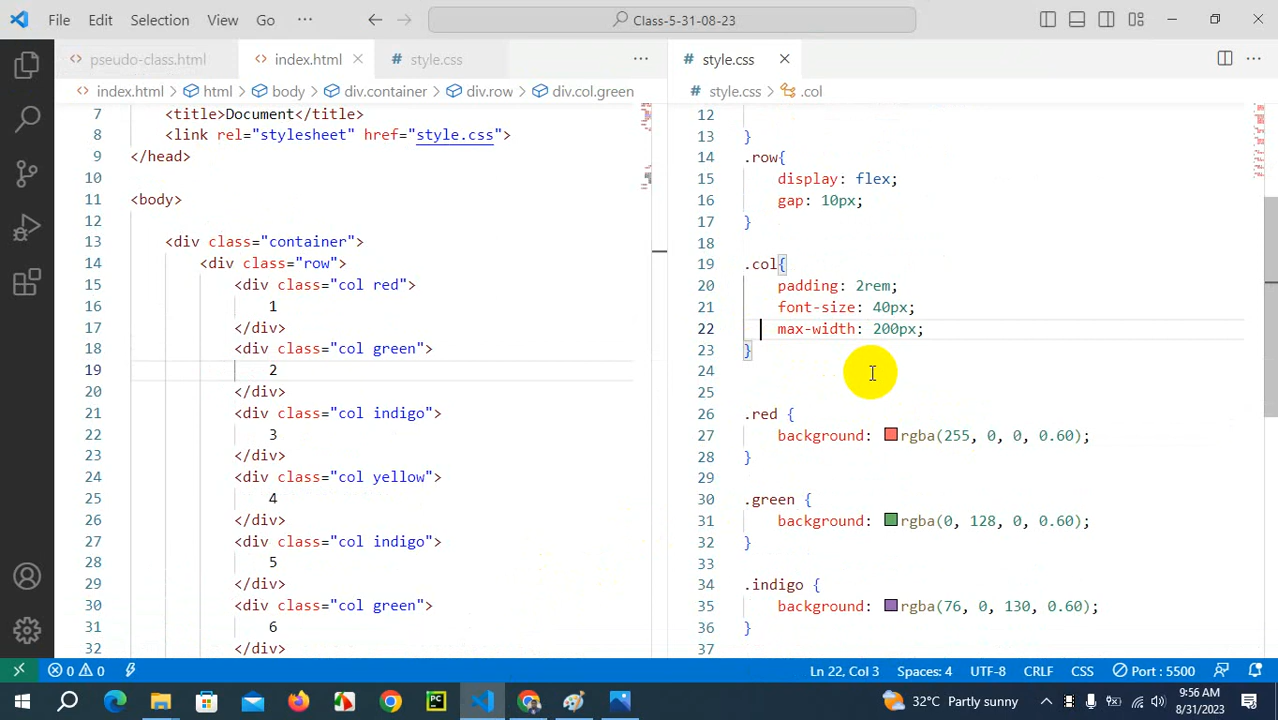 File Edit Selection View Go ··· Class-5-31-08-23
pseudo-class.html index.html style.css ···
index.html > html > body > div.container > div.row > div.col.green
7 <title>Document</title>
8 <link rel="stylesheet" href="style.css">
9 </head>
10
11 <body>
12
13 <div class="container">
14 <div class="row">
15 <div class="col red">
16 1
17 </div>
18 <div class="col green">
19 2
20 </div>
21 <div class="col indigo">
22 3
23 </div>
24 <div class="col yellow">
25 4
26 </div>
27 <div class="col indigo">
28 5
29 </div>
30 <div class="col green">
31 6
32 </div>
style.css ···
style.css > .col
12
13 }
14 .row{
15 display: flex;
16 gap: 10px;
17 }
18
19 .col{
20 padding: 2rem;
21 font-size: 40px;
22 max-width: 200px;
23 }
24
25
26 .red {
27 background: rgba(255, 0, 0, 0.60);
28 }
29
30 .green {
31 background: rgba(0, 128, 0, 0.60);
32 }
33
34 .indigo {
35 background: rgba(76, 0, 130, 0.60);
36 }
37
0 0 Ln 22, Col 3 Spaces: 4 UTF-8 CRLF CSS Port : 5500
PC 32°C Partly sunny 9:56 AM
8/31/2023